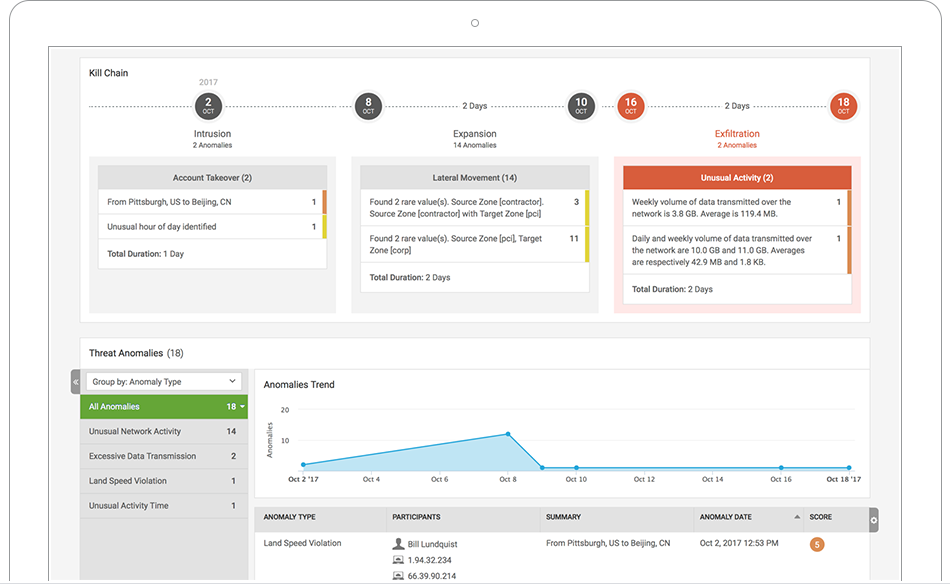 Kill Chain
2017
2 OCT
8 OCT
2 Days
10 OCT
16 OCT
2 Days
18 OCT
Intrusion
2 Anomalies
Expansion
14 Anomalies
Exfiltration
2 Anomalies
Account Takeover (2)
From Pittsburgh, US to Beijing, CN 1
Unusual hour of day identified 1
Total Duration: 1 Day
Lateral Movement (14)
Found 2 rare value(s). Source Zone [contractor]. 3
Source Zone [contractor] with Target Zone [pci]
Found 2 rare value(s). Source Zone [pci], Target 11
Zone [corp]
Total Duration: 2 Days
Unusual Activity (2)
Weekly volume of data transmitted over the 1
network is 3.8 GB. Average is 119.4 MB.
Daily and weekly volume of data transmitted over 1
the network are 10.0 GB and 11.0 GB. Averages
are respectively 42.9 MB and 1.8 KB.
Total Duration: 2 Days
Threat Anomalies (18)
«
Group by: Anomaly Type
All Anomalies 18
Unusual Network Activity 14
Excessive Data Transmission 2
Land Speed Violation 1
Unusual Activity Time 1
Anomalies Trend
Anomalies
20
10
Oct 2 '17 Oct 4 Oct 6 Oct 8 Oct 10 Oct 12 Oct 14 Oct 16 Oct 18 '17
ANOMALY TYPE PARTICIPANTS SUMMARY ANOMALY DATE SCORE
Land Speed Violation Bill Lundquist From Pittsburgh, US to Beijing, CN Oct 2, 2017 12:53 PM 5
1.94.32.234
66.39.90.214